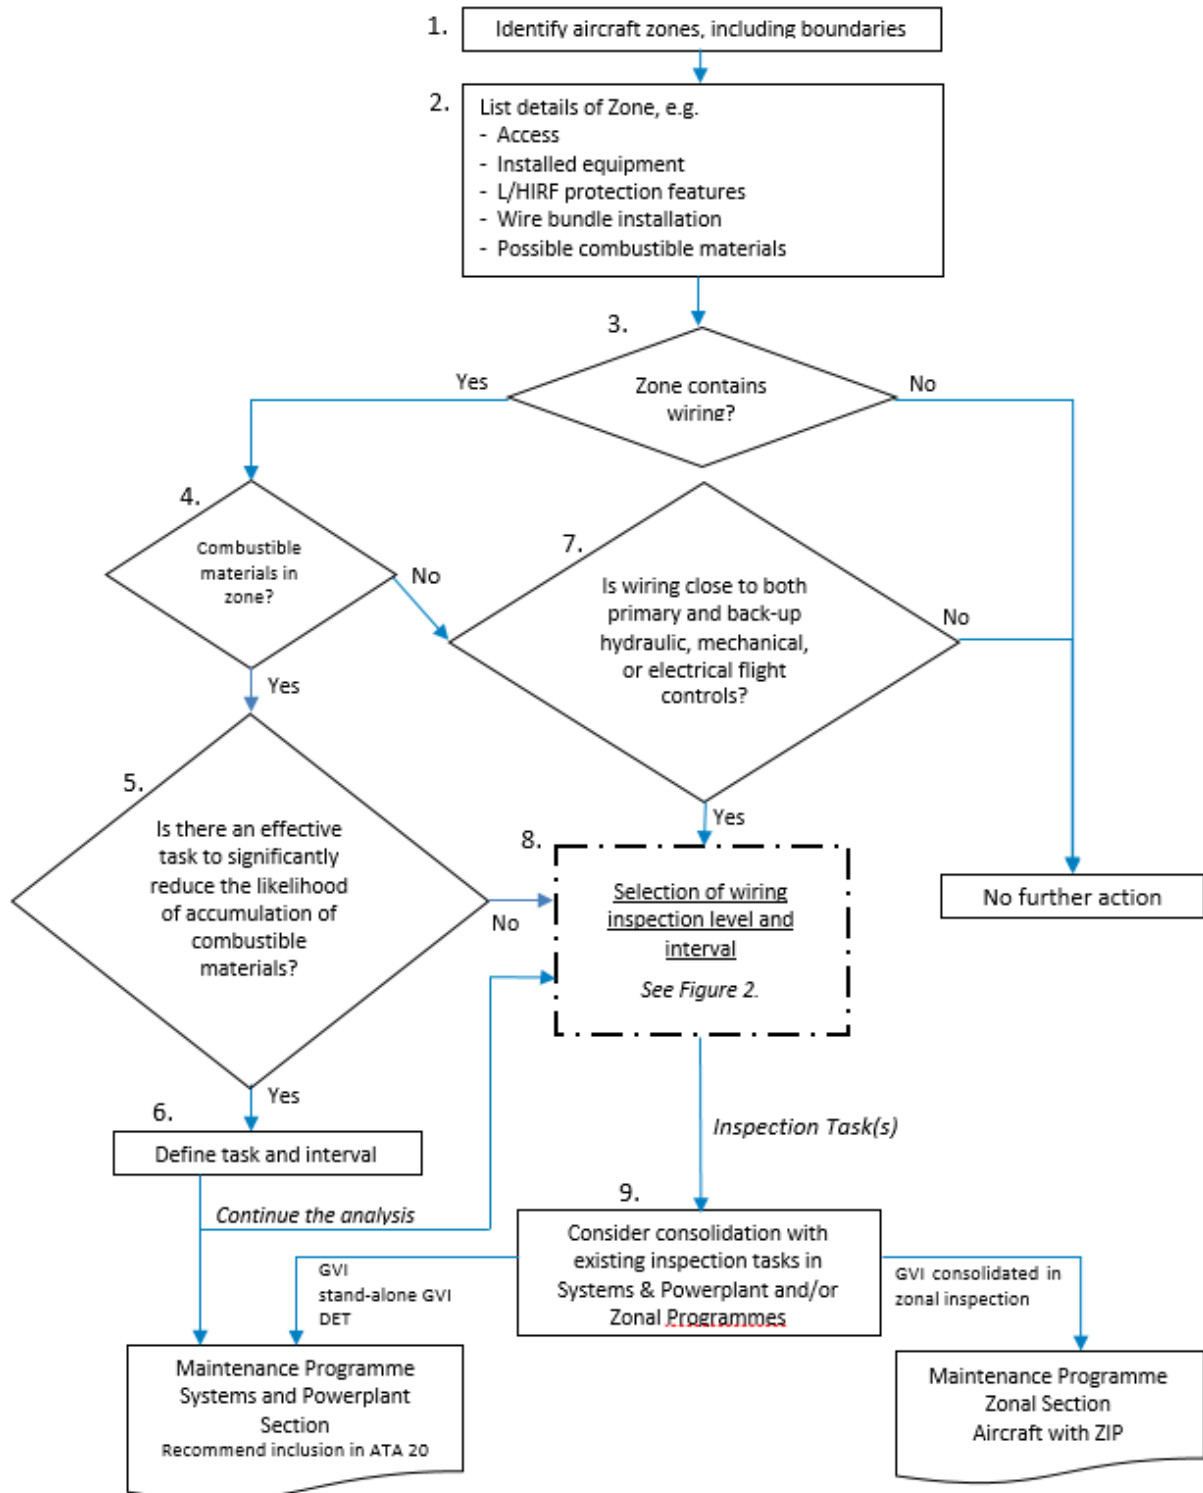 1.
Identify aircraft zones, including boundaries
2.
List details of Zone, e.g.
- Access
- Installed equipment
- L/HIRF protection features
- Wire bundle installation
- Possible combustible materials
3.
Yes
Zone contains
wiring?
No
4.
Combustible
materials in
zone?
No
Yes
7.
Is wiring close to both
primary and back-up
hydraulic, mechanical,
or electrical flight
controls?
No
Yes
5.
Is there an effective
task to significantly
reduce the likelihood
of accumulation of
combustible
materials?
No
Yes
8.
Selection of wiring
inspection level and
interval
See Figure 2.
No further action
6.
Define task and interval
Continue the analysis
Inspection Task(s)
9.
Consider consolidation with
existing inspection tasks in
Systems & Powerplant and/or
Zonal Programmes
GVI
stand-alone GVI
DET
GVI consolidated in
zonal inspection
Maintenance Programme
Systems and Powerplant
Section
Recommend inclusion in ATA 20
Maintenance Programme
Zonal Section
Aircraft with ZIP